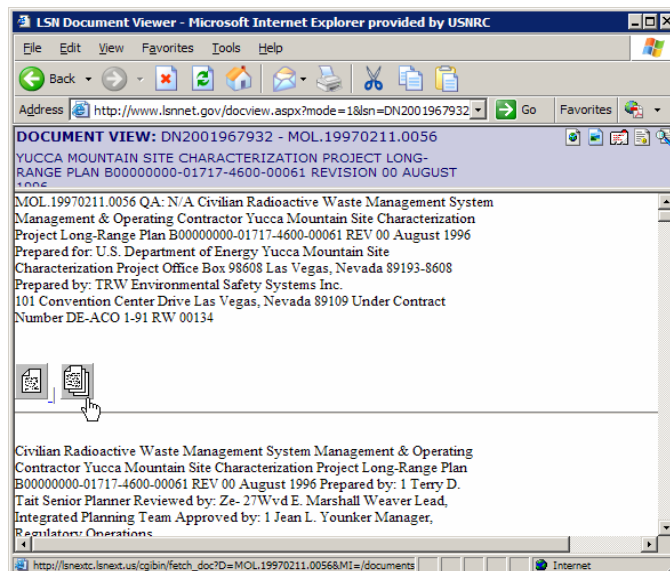 LSN Document Viewer - Microsoft Internet Explorer provided by USNRC
File Edit View Favorites Tools Help
Back
Address http://www.lsnnet.gov/docview.aspx?mode=1&lsn=DN2001967932 Go Favorites
DOCUMENT VIEW: DN2001967932 - MOL.19970211.0056
YUCCA MOUNTAIN SITE CHARACTERIZATION PROJECT LONG-
RANGE PLAN B00000000-01717-4600-00061 REVISION 00 AUGUST
1996
MOL.19970211.0056 QA: N/A Civilian Radioactive Waste Management System
Management & Operating Contractor Yucca Mountain Site Characterization
Project Long-Range Plan B00000000-01717-4600-00061 REV 00 August 1996
Prepared for: U.S. Department of Energy Yucca Mountain Site
Characterization Project Office Box 98608 Las Vegas, Nevada 89193-8608
Prepared by: TRW Environmental Safety Systems Inc.
101 Convention Center Drive Las Vegas, Nevada 89109 Under Contract
Number DE-ACO 1-91 RW 00134
Civilian Radioactive Waste Management System Management & Operating
Contractor Yucca Mountain Site Characterization Project Long-Range Plan
B00000000-01717-4600-00061 REV 00 August 1996 Prepared by: 1 Terry D.
Tait Senior Planner Reviewed by: Ze- 27Wvd E. Marshall Weaver Lead,
Integrated Planning Team Approved by: 1 Jean L. Younker Manager,
Regulatory Operations
http://lsnextc.lsnext.us/cgibin/fetch_doc?D=MOL.19970211.0056&MI=/documents Internet